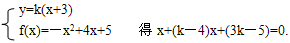 y=k(x+3)
f(x)=－x²+4x+5 得 x+(k－4)x+(3k－5)=0.